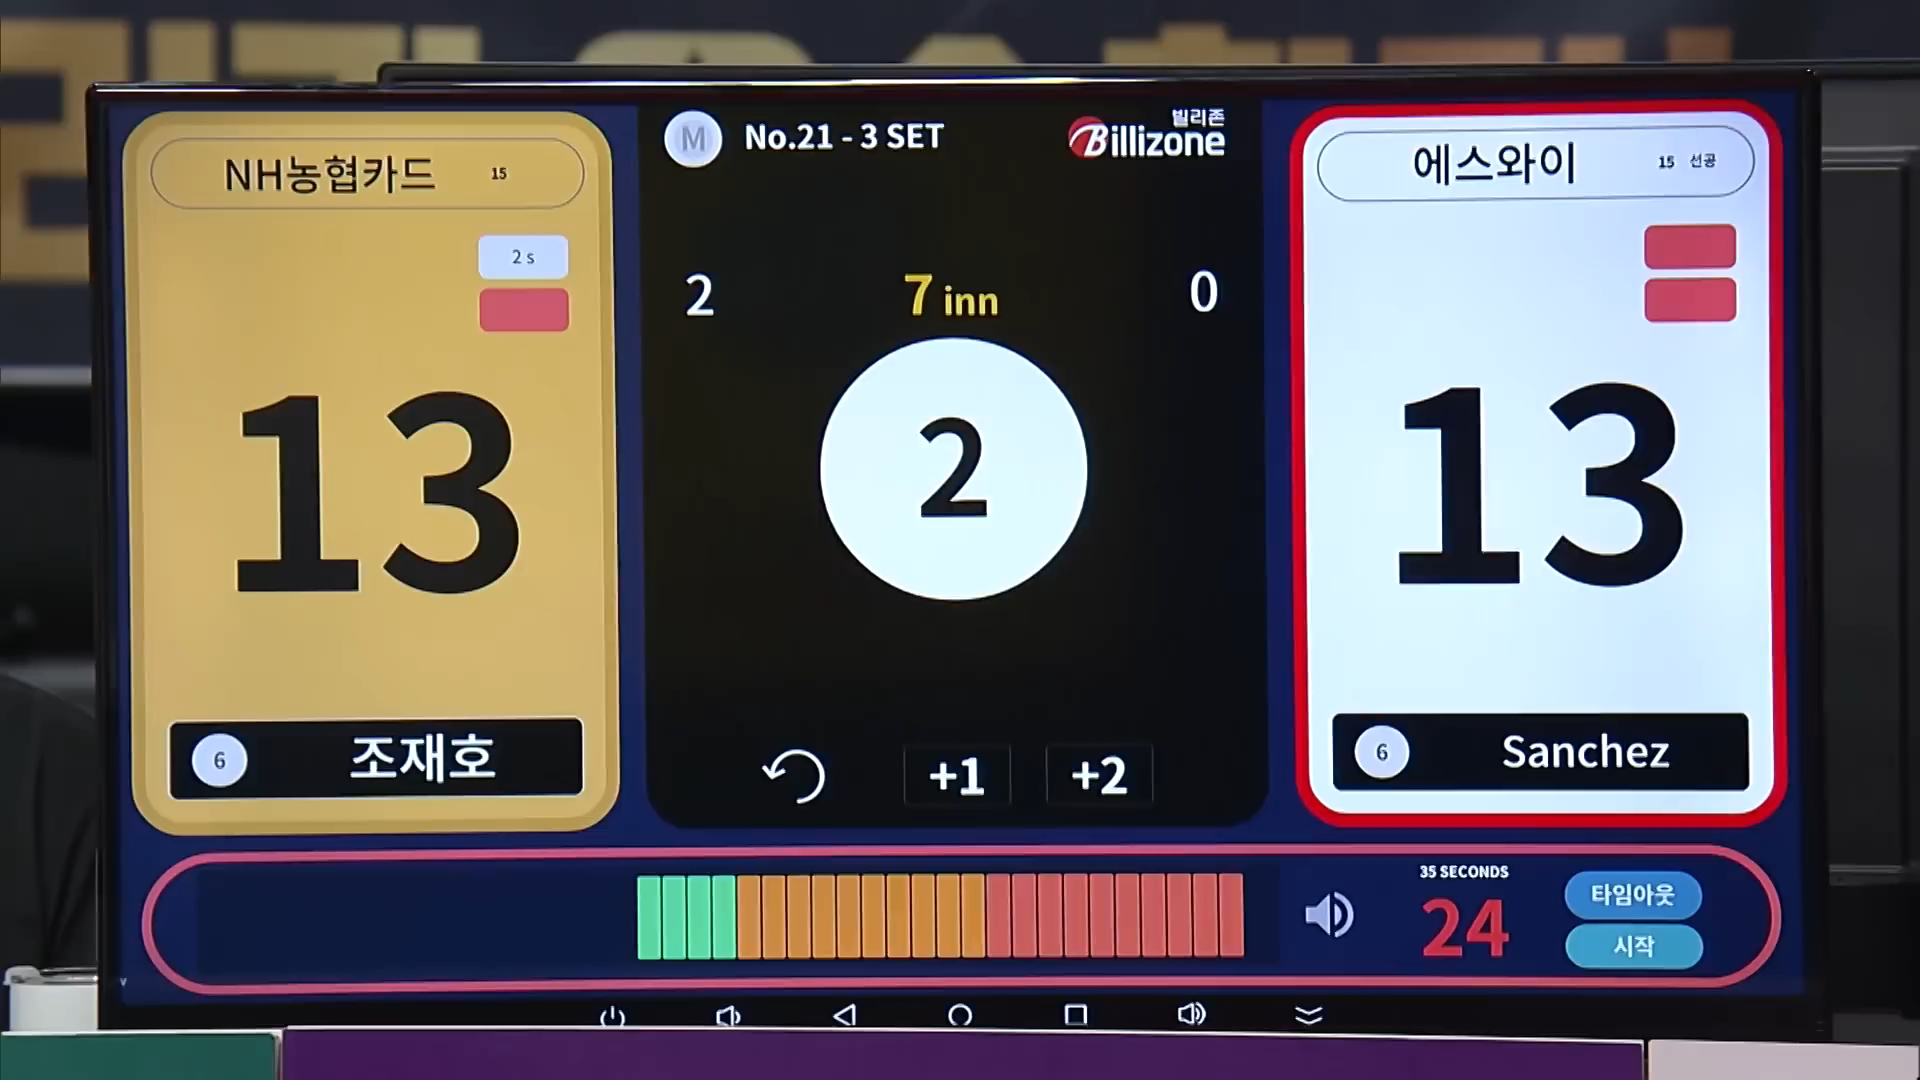 NH농협카드 15
2 s
13
6 조재호
M No.21 - 3 SET
빌리존
Billizone
2 7 inn 0
2
+1 +2
에스와이 15 선공
13
6 Sanchez
35 SECONDS
24
타임아웃
시작